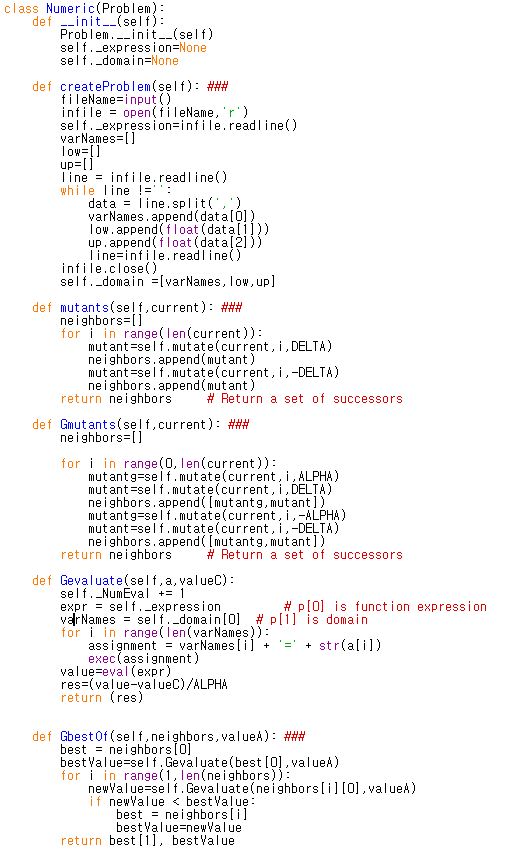 class Numeric(Problem):
    def __init__(self):
        Problem.__init__(self)
        self._expression=None
        self._domain=None

    def createProblem(self): ###
        fileName=input()
        infile = open(fileName,'r')
        self._expression=infile.readline()
        varNames=[]
        low=[]
        up=[]
        line = infile.readline()
        while line !='':
            data = line.split(',')
            varNames.append(data[0])
            low.append(float(data[1]))
            up.append(float(data[2]))
            line=infile.readline()
        infile.close()
        self._domain =[varNames,low,up]

    def mutants(self,current): ###
        neighbors=[]
        for i in range(len(current)):
            mutant=self.mutate(current,i,DELTA)
            neighbors.append(mutant)
            mutant=self.mutate(current,i,-DELTA)
            neighbors.append(mutant)
        return neighbors     # Return a set of successors

    def Gmutants(self,current): ###
        neighbors=[]

        for i in range(0,len(current)):
            mutantg=self.mutate(current,i,ALPHA)
            mutant=self.mutate(current,i,DELTA)
            neighbors.append([mutantg,mutant])
            mutantg=self.mutate(current,i,-ALPHA)
            mutant=self.mutate(current,i,-DELTA)
            neighbors.append([mutantg,mutant])
        return neighbors     # Return a set of successors

    def Gevaluate(self,a,valueC):
        self._NumEval += 1
        expr = self._expression         # p[0] is function expression
        varNames = self._domain[0]  # p[1] is domain
        for i in range(len(varNames)):
            assignment = varNames[i] + '=' + str(a[i])
            exec(assignment)
        value=eval(expr)
        res=(value-valueC)/ALPHA
        return (res)

    def GbestOf(self,neighbors,valueA): ###
        best = neighbors[0]
        bestValue=self.Gevaluate(best[0],valueA)
        for i in range(1,len(neighbors)):
            newValue=self.Gevaluate(neighbors[i][0],valueA)
            if newValue < bestValue:
                best = neighbors[i]
                bestValue=newValue
        return best[1], bestValue